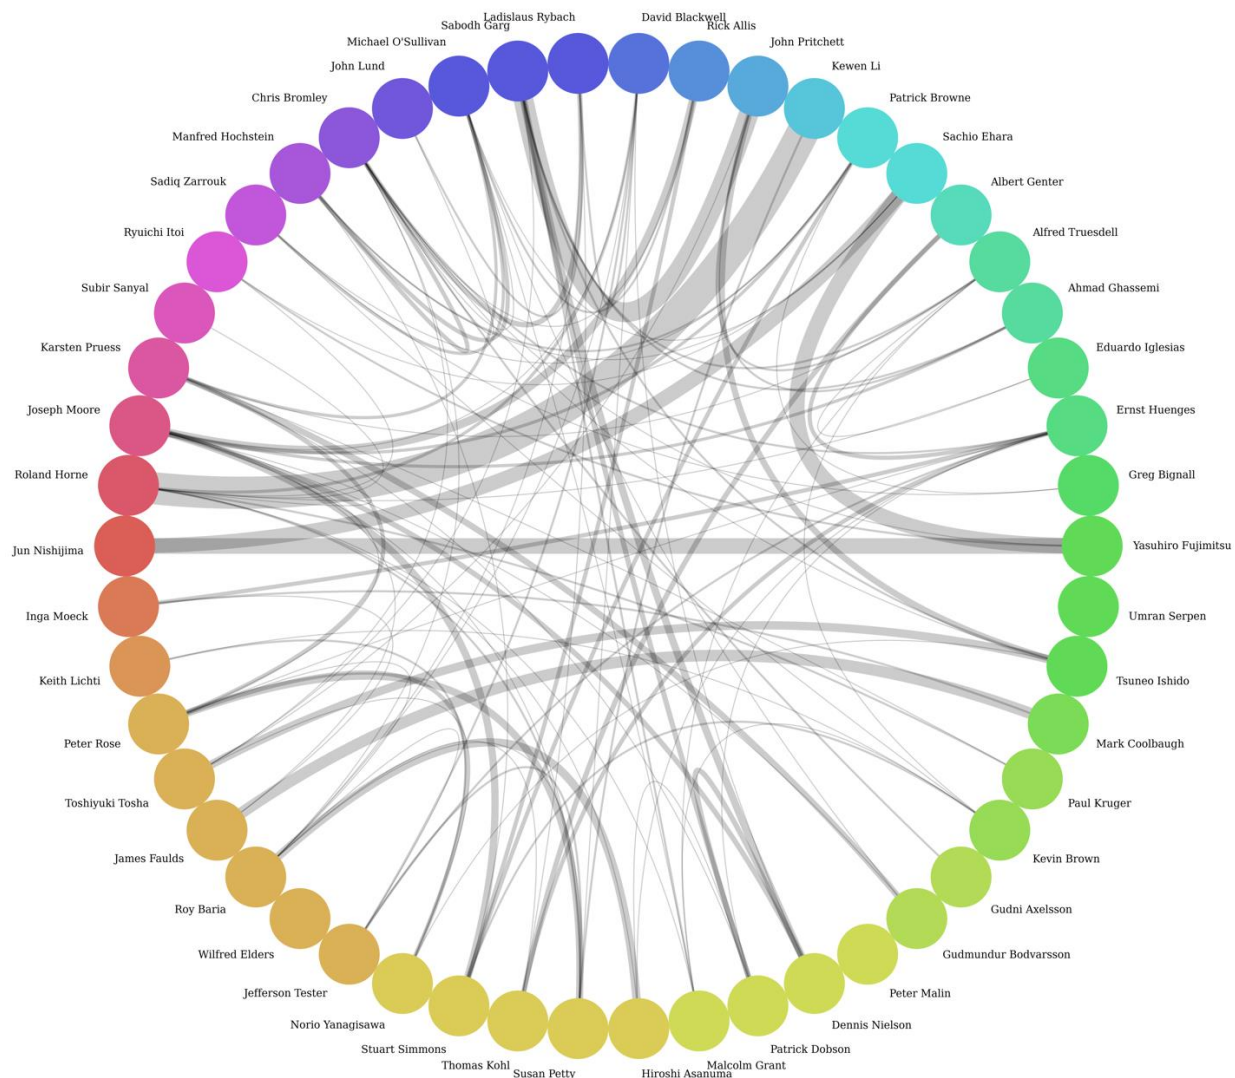 Ladislaus Rybach
David Blackwell
Sabodh Garg
Rick Allis
Michael O'Sullivan
John Pritchett
John Lund
Kewen Li
Chris Bromley
Patrick Browne
Manfred Hochstein
Sachio Ehara
Sadiq Zarrouk
Albert Genter
Ryuichi Itoi
Alfred Truesdell
Subir Sanyal
Ahmad Ghassemi
Karsten Pruess
Eduardo Iglesias
Joseph Moore
Ernst Huenges
Roland Horne
Greg Bignall
Jun Nishijima
Yasuhiro Fujimitsu
Inga Moeck
Umran Serpen
Keith Lichti
Tsuneo Ishido
Peter Rose
Mark Coolbaugh
Toshiyuki Tosha
Paul Kruger
James Faulds
Kevin Brown
Roy Baria
Gudni Axelsson
Wilfred Elders
Gudmundur Bodvarsson
Jefferson Tester
Peter Malin
Norio Yanagisawa
Dennis Nielson
Stuart Simmons
Patrick Dobson
Thomas Kohl
Malcolm Grant
Susan Petty
Hiroshi Asanuma